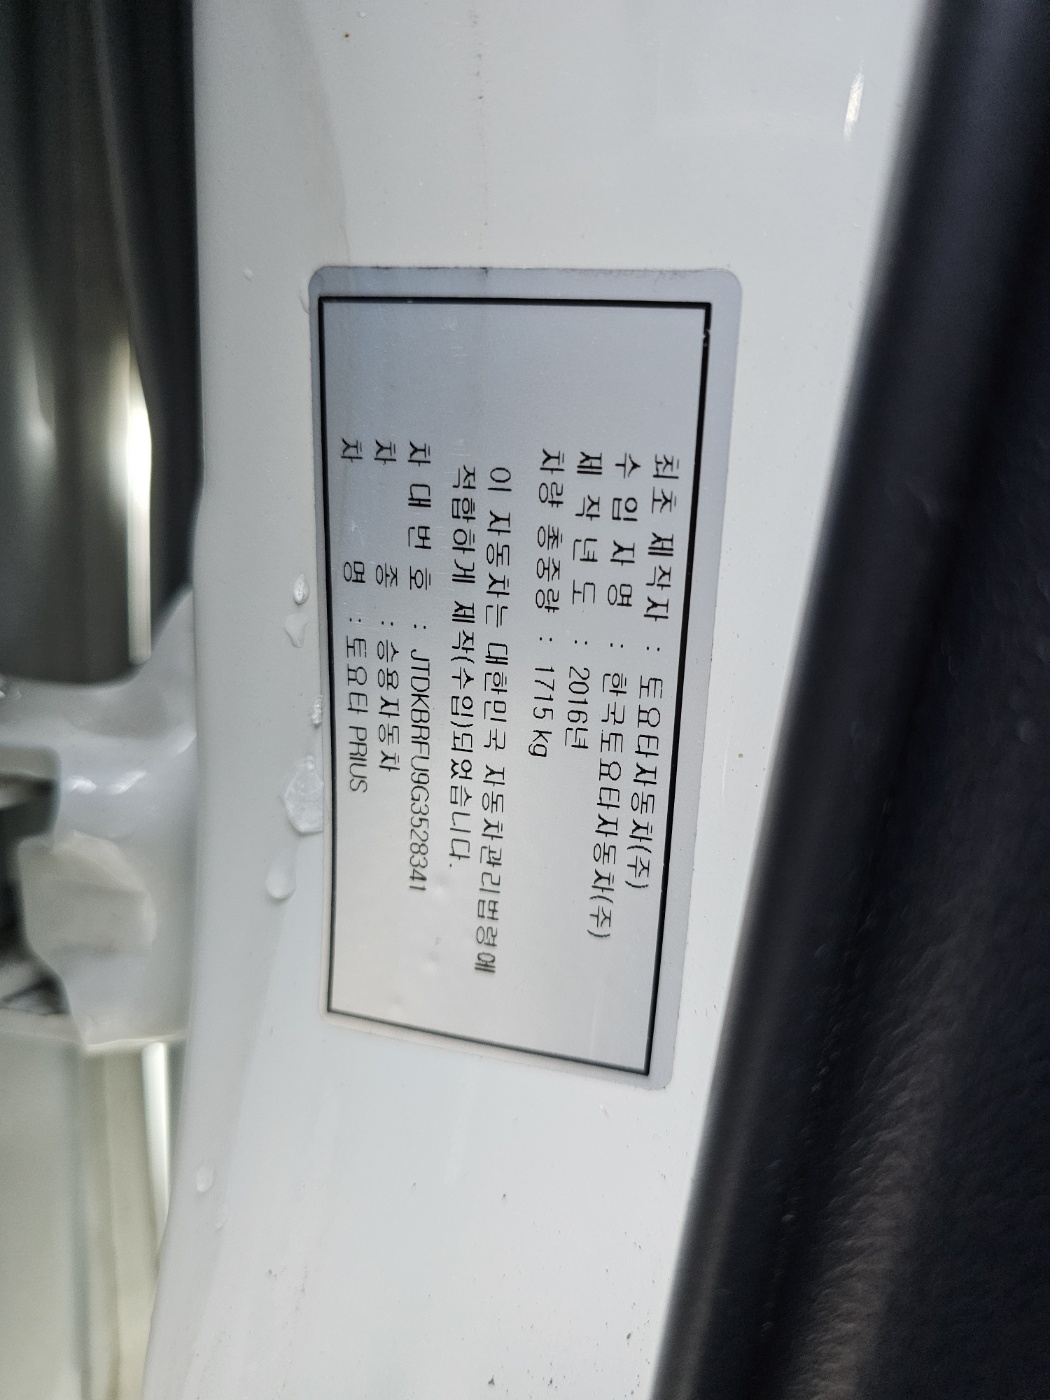 최초 제작자 : 토요타자동차(주)
수 입 자 명 : 한국토요타자동차(주)
제 작 년 도 : 2016년
차량 총중량 : 1715 kg
이 자동차는 대한민국 자동차관리법령에
적합하게 제작(수입)되었습니다.
차 대 번 호 : JTDKBRFU9G3528341
차 종 : 승용자동차
차 명 : 토요타 PRIUS